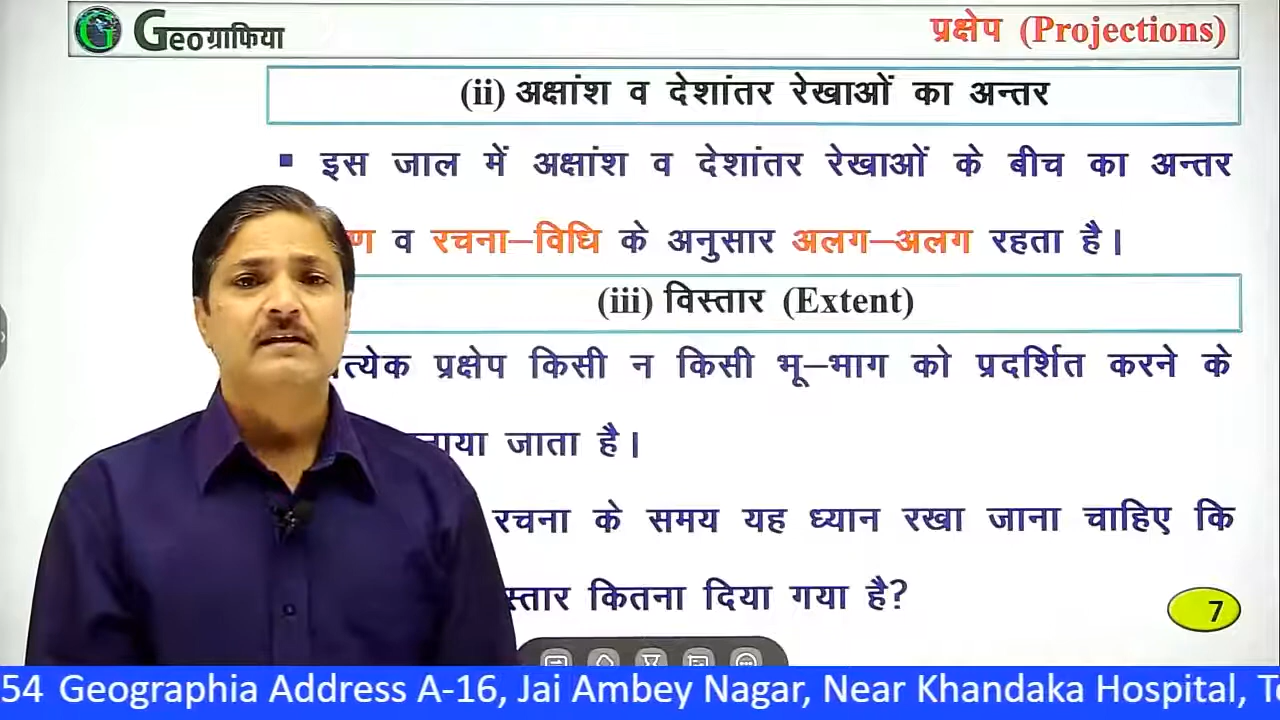 Geoग्राफिया
प्रक्षेप (Projections)
(ii) अक्षांश व देशांतर रेखाओं का अन्तर
▪ इस जाल में अक्षांश व देशांतर रेखाओं के बीच का अन्तर
व रचना–विधि के अनुसार अलग–अलग रहता है।
(iii) विस्तार (Extent)
प्रक्षेप किसी न किसी भू–भाग को प्रदर्शित करने के
जाता है।
रचना के समय यह ध्यान रखा जाना चाहिए कि
कितना दिया गया है?
7
54 Geographia Address A-16, Jai Ambey Nagar, Near Khandaka Hospital,